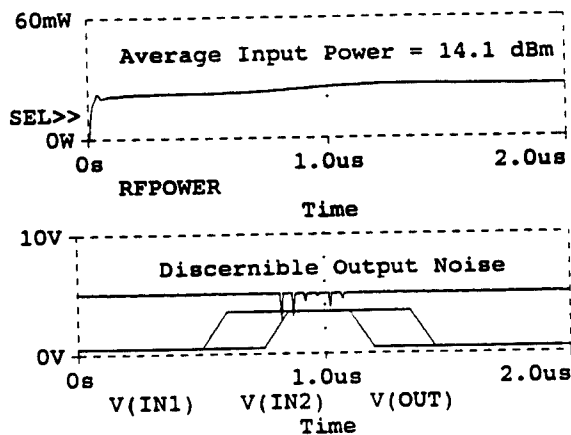 60mW
Average Input Power = 14.1 dBm
SEL>>
0W
0s 1.0us 2.0us
RFPOWER
Time
10V
Discernible Output Noise
0V
0s 1.0us 2.0us
V(IN1) V(IN2) V(OUT)
Time